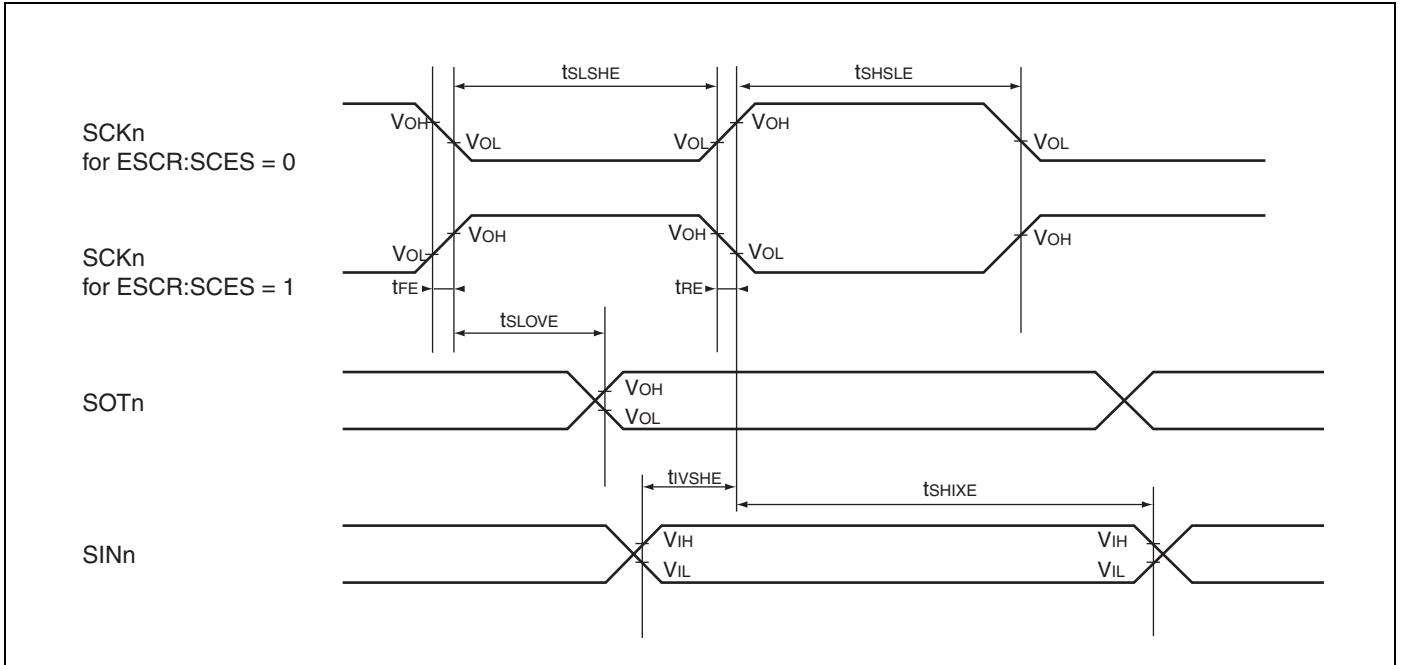 tSLSHE tSHSLE
SCKn
for ESCR:SCES = 0
VOH VOL VOL VOH VOL
SCKn
for ESCR:SCES = 1
VOL VOH VOH VOL VOH
tFE tRE
tSLOVE
SOTn
VOH
VOL
tIVSHE tSHIXE
SINn
VIH VIH
VIL VIL